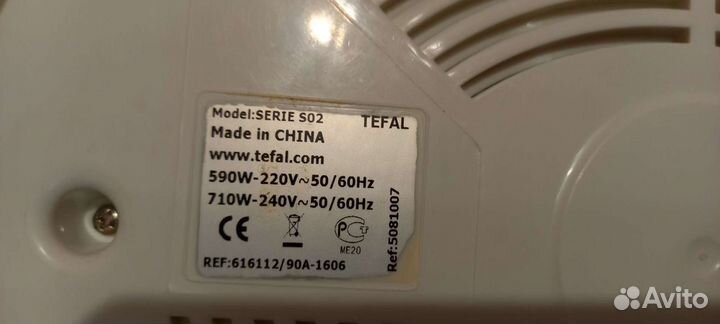 Model:SERIE S02 TEFAL
Made in CHINA
www.tefal.com
590W-220V~50/60Hz
710W-240V~50/60Hz
CE
ME20
REF:616112/90A-1606
Ref:5081007
Avito